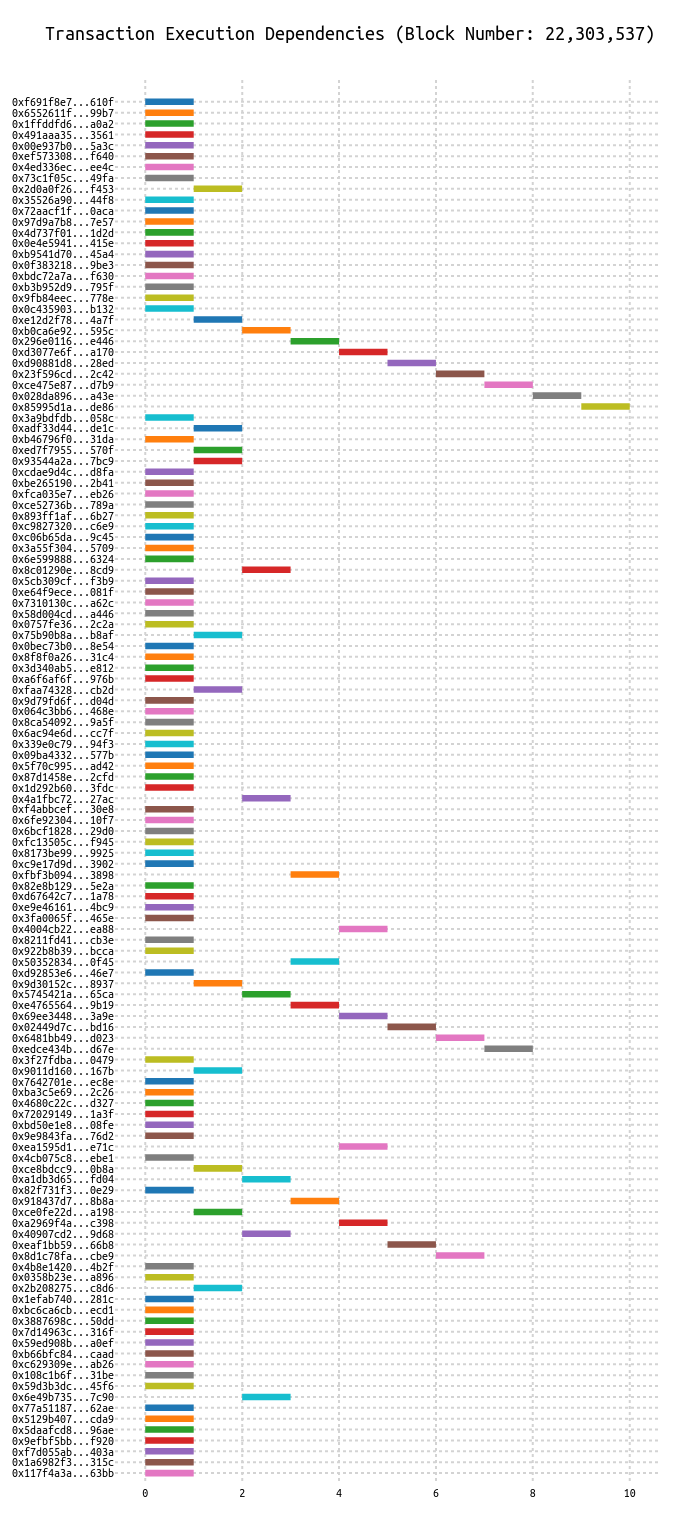 Transaction Execution Dependencies (Block Number: 22,303,537)
0xf691f8e7...610f
0x6552611f...99b7
0x1ffddfd6...a0a2
0x491aaa35...3561
0x00e937b0...5a3c
0xef573308...f640
0x4ed336ec...ee4c
0x73c1f05c...49fa
0x2d0a0f26...f453
0x35526a90...44f8
0x72aacf1f...0aca
0x97d9a7b8...7e57
0x4d737f01...1d2d
0x0e4e5941...415e
0xb9541d70...45a4
0x0f383218...9be3
0xbdc72a7a...f630
0xb3b952d9...795f
0x9fb84eec...778e
0x0c435903...b132
0xe12d2f78...4a7f
0xb0ca6e92...595c
0x296e0116...e446
0xd3077e6f...a170
0xd90881d8...28ed
0x23f596cd...2c42
0xce475e87...d7b9
0x028da896...a43e
0x85995d1a...de86
0x3a9bdfdb...058c
0xadf33d44...de1c
0xb46796f0...31da
0xed7f7955...570f
0x93544a2a...7bc9
0xcdae9d4c...d8fa
0xbe265190...2b41
0xfca035e7...eb26
0xce52736b...789a
0x893ff1af...6b27
0xc9827320...c6e9
0xc06b65da...9c45
0x3a55f304...5709
0x6e599888...6324
0x8c01290e...8cd9
0x5cb309cf...f3b9
0xe64f9ece...081f
0x7310130c...a62c
0x58d004cd...a446
0x0757fe36...2c2a
0x75b90b8a...b8af
0x0bec73b0...8e54
0x8f8f0a26...31c4
0x3d340ab5...e812
0xa6f6af6f...976b
0xfaa74328...cb2d
0x9d79fd6f...d04d
0x064c3bb6...468e
0x8ca54092...9a5f
0x6ac94e6d...cc7f
0x339e0c79...94f3
0x09ba4332...577b
0x5f70c995...ad42
0x87d1458e...2cfd
0x1d292b60...3fdc
0x4a1fbc72...27ac
0xf4abbcef...30e8
0x6fe92304...10f7
0x6bcf1828...29d0
0xfc13505c...f945
0x8173be99...9925
0xc9e17d9d...3902
0xfbf3b094...3898
0x82e8b129...5e2a
0xd67642c7...1a78
0xe9e46161...4bc9
0x3fa0065f...465e
0x4004cb22...ea88
0x8211fd41...cb3e
0x922b8b39...bcca
0x50352834...0f45
0xd92853e6...46e7
0x9d30152c...8937
0x5745421a...65ca
0xe4765564...9b19
0x69ee3448...3a9e
0x02449d7c...bd16
0x6481bb49...d023
0xedce434b...d67e
0x3f27fdba...0479
0x9011d160...167b
0x7642701e...ec8e
0xba3c5e69...2c26
0x4680c22c...d327
0x72029149...1a3f
0xbd50e1e8...08fe
0x9e9843fa...76d2
0xea1595d1...e71c
0x4cb075c8...ebe1
0xce8bdcc9...0b8a
0xa1db3d65...fd04
0x82f731f3...0e29
0x918437d7...8b8a
0xce0fe22d...a198
0xa2969f4a...c398
0x40907cd2...9d68
0xeaf1bb59...66b8
0x8d1c78fa...cbe9
0x4b8e1420...4b2f
0x0358b23e...a896
0x2b208275...c8d6
0x1efab740...281c
0xbc6ca6cb...ecd1
0x3887698c...50dd
0x7d14963c...316f
0x59ed908b...a0ef
0xb66bfc84...caad
0xc629309e...ab26
0x108c1b6f...31be
0x59d3b3dc...45f6
0x6e49b735...7c90
0x77a51187...62ae
0x5129b407...cda9
0x5daafcd8...96ae
0x9efbf5bb...f920
0xf7d055ab...403a
0x1a6982f3...315c
0x117f4a3a...63bb
0 2 4 6 8 10